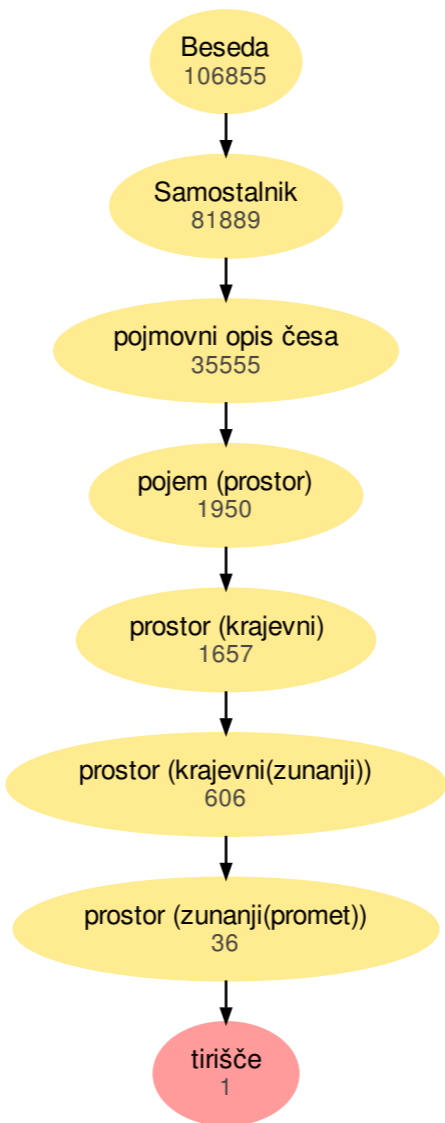 Beseda
106855
Samostalnik
81889
pojmovni opis česa
35555
pojem (prostor)
1950
prostor (krajevni)
1657
prostor (krajevni(zunanji))
606
prostor (zunanji(promet))
36
tirišče
1